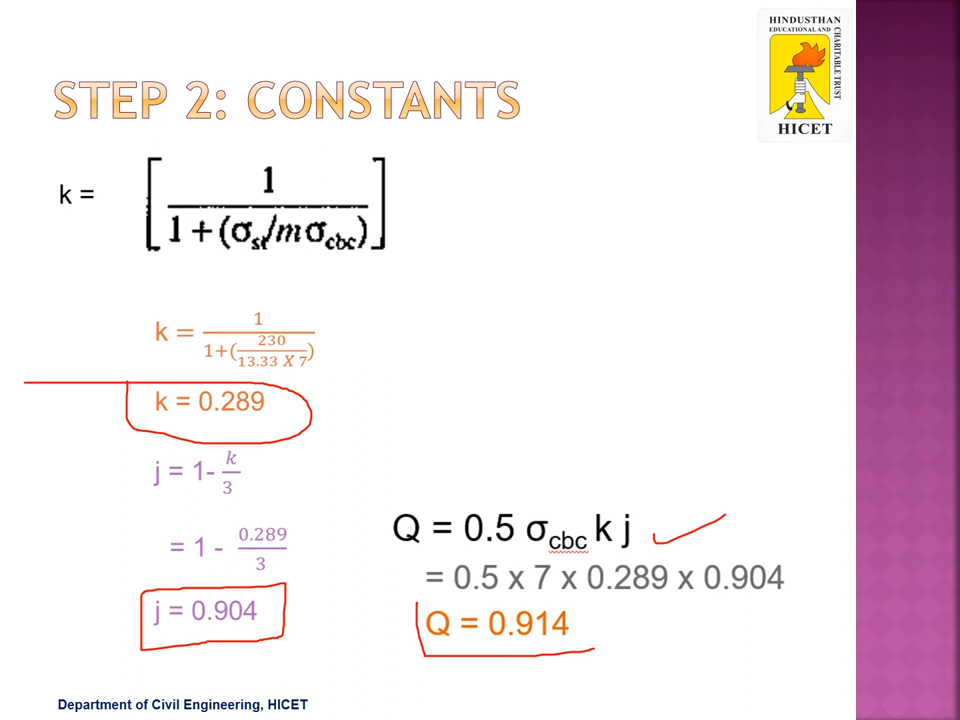 HINDUSTHAN
EDUCATIONAL AND
CHARITABLE TRUST
HICET
STEP 2: CONSTANTS
k = [ 1 / 1 + (σst/mσcbc) ]
k = 1 / 1+(230 / 13.33 X 7)
k = 0.289
j = 1- k/3
= 1 - 0.289/3
j = 0.904
Q = 0.5 σcbc k j
= 0.5 x 7 x 0.289 x 0.904
Q = 0.914
Department of Civil Engineering, HICET